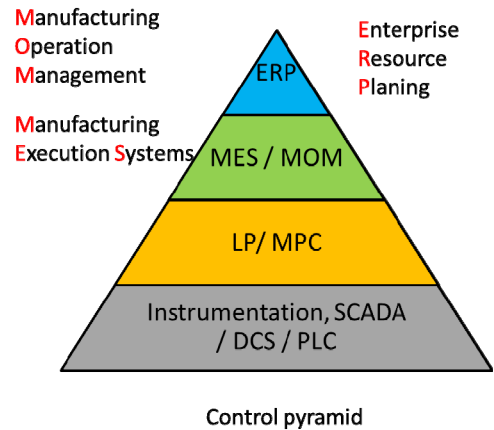 Manufacturing
Operation
Management
Manufacturing
Execution Systems
Enterprise
Resource
Planing
ERP
MES / MOM
LP/ MPC
Instrumentation, SCADA
/ DCS / PLC
Control pyramid